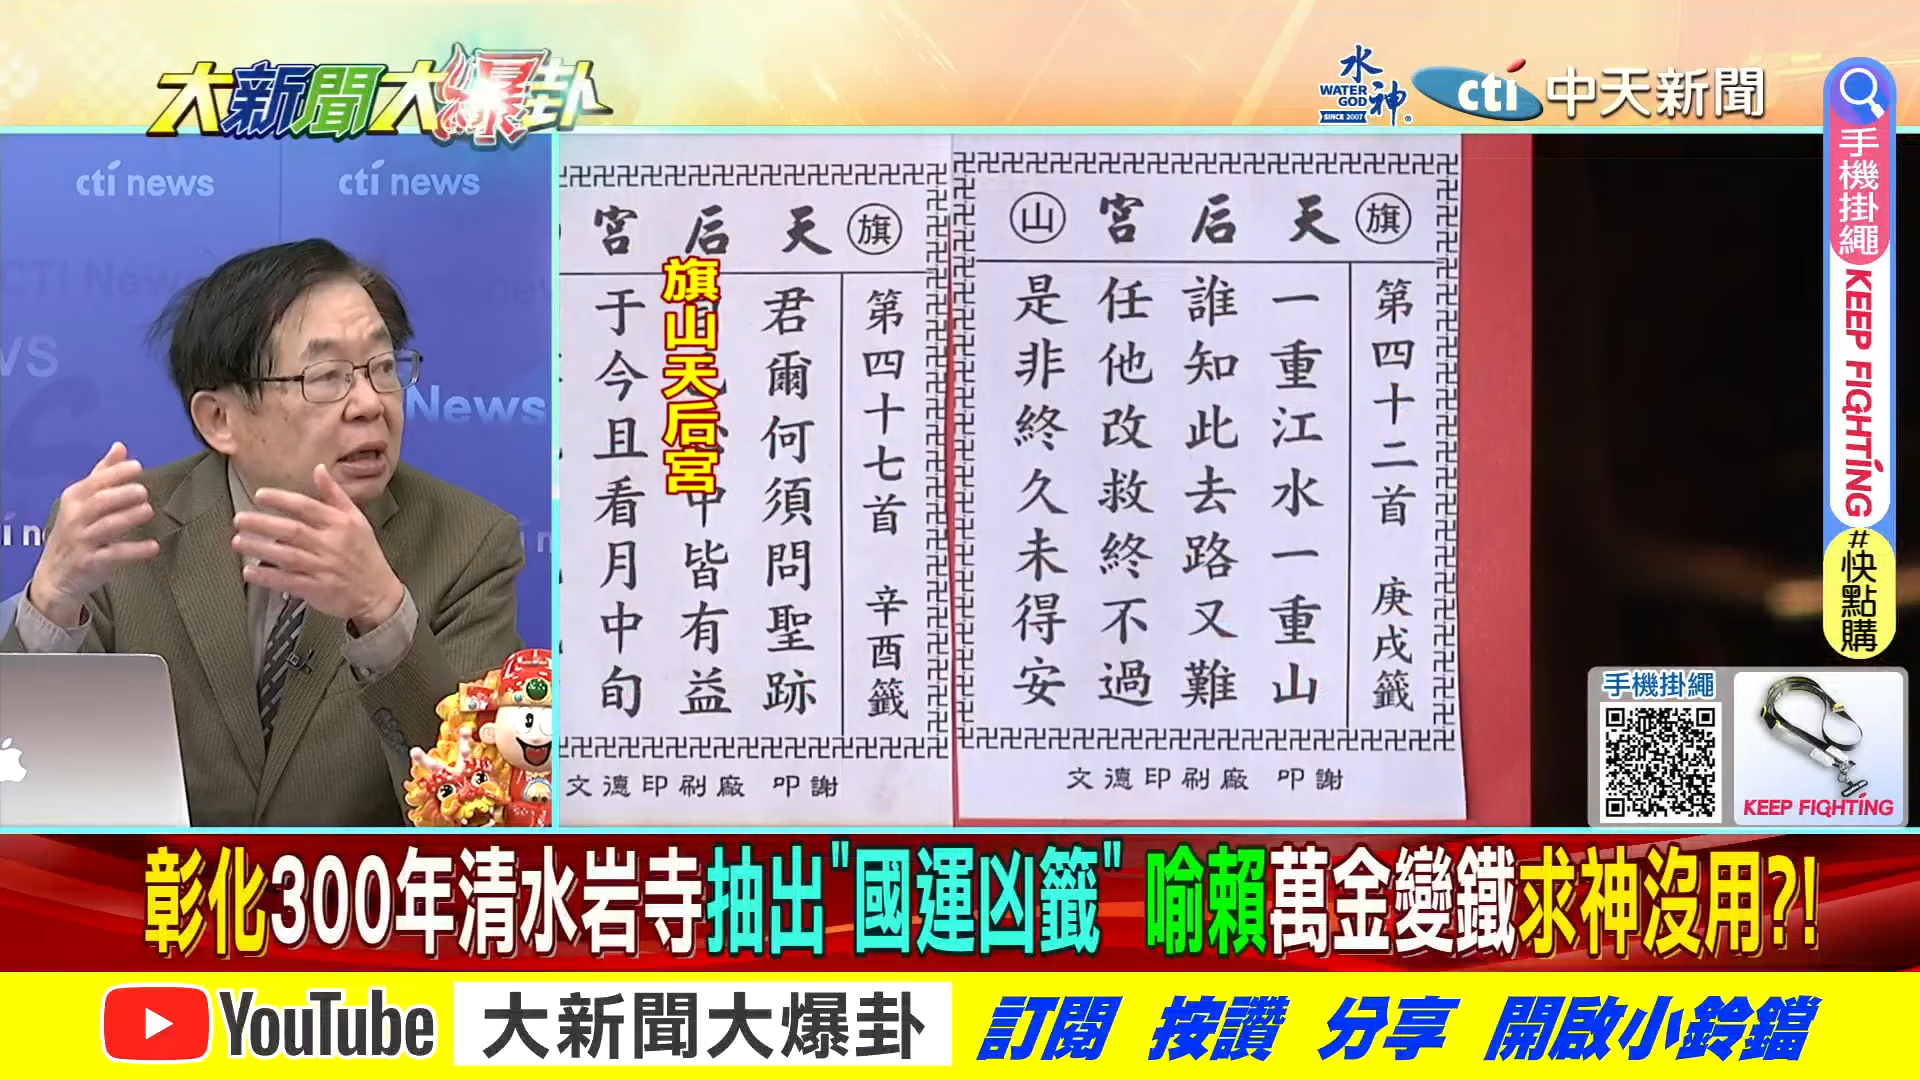 大新聞大爆卦
水神
WATER GOD
SINCE 2007
cti 中天新聞
手機掛繩 KEEP FIGHTING #快點購
cti news
cti news
CTI News
News
旗 天后宮
第四十七首 辛酉籤
君爾何須問聖跡
中皆有益
于今且看月中旬
文德印刷廠 叩謝
旗山天后宮
旗 天后宮 山
第四十二首 庚戌籤
一重江水一重山
誰知此去路又難
任他改救終不過
是非終久未得安
文德印刷廠 叩謝
手機掛繩
KEEP FIGHTING
彰化300年清水岩寺抽出"國運凶籤" 喻賴萬金變鐵求神沒用?!
YouTube 大新聞大爆卦 訂閱 按讚 分享 開啟小鈴鐺